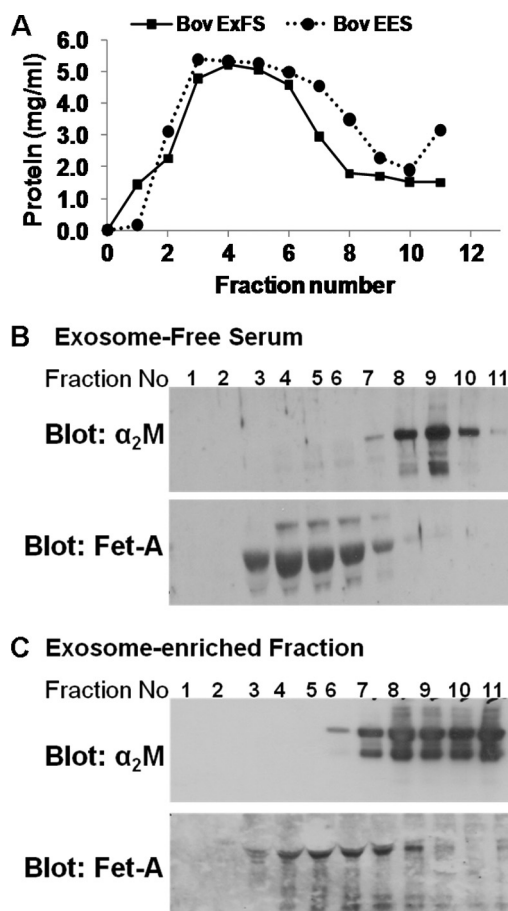 A
Bov ExFS Bov EES
Protein (mg/ml)
6.0
5.0
4.0
3.0
2.0
1.0
0.0
0 2 4 6 8 10 12
Fraction number
B Exosome-Free Serum
Fraction No 1 2 3 4 5 6 7 8 9 10 11
Blot: α₂M
Blot: Fet-A
C Exosome-enriched Fraction
Fraction No 1 2 3 4 5 6 7 8 9 10 11
Blot: α₂M
Blot: Fet-A